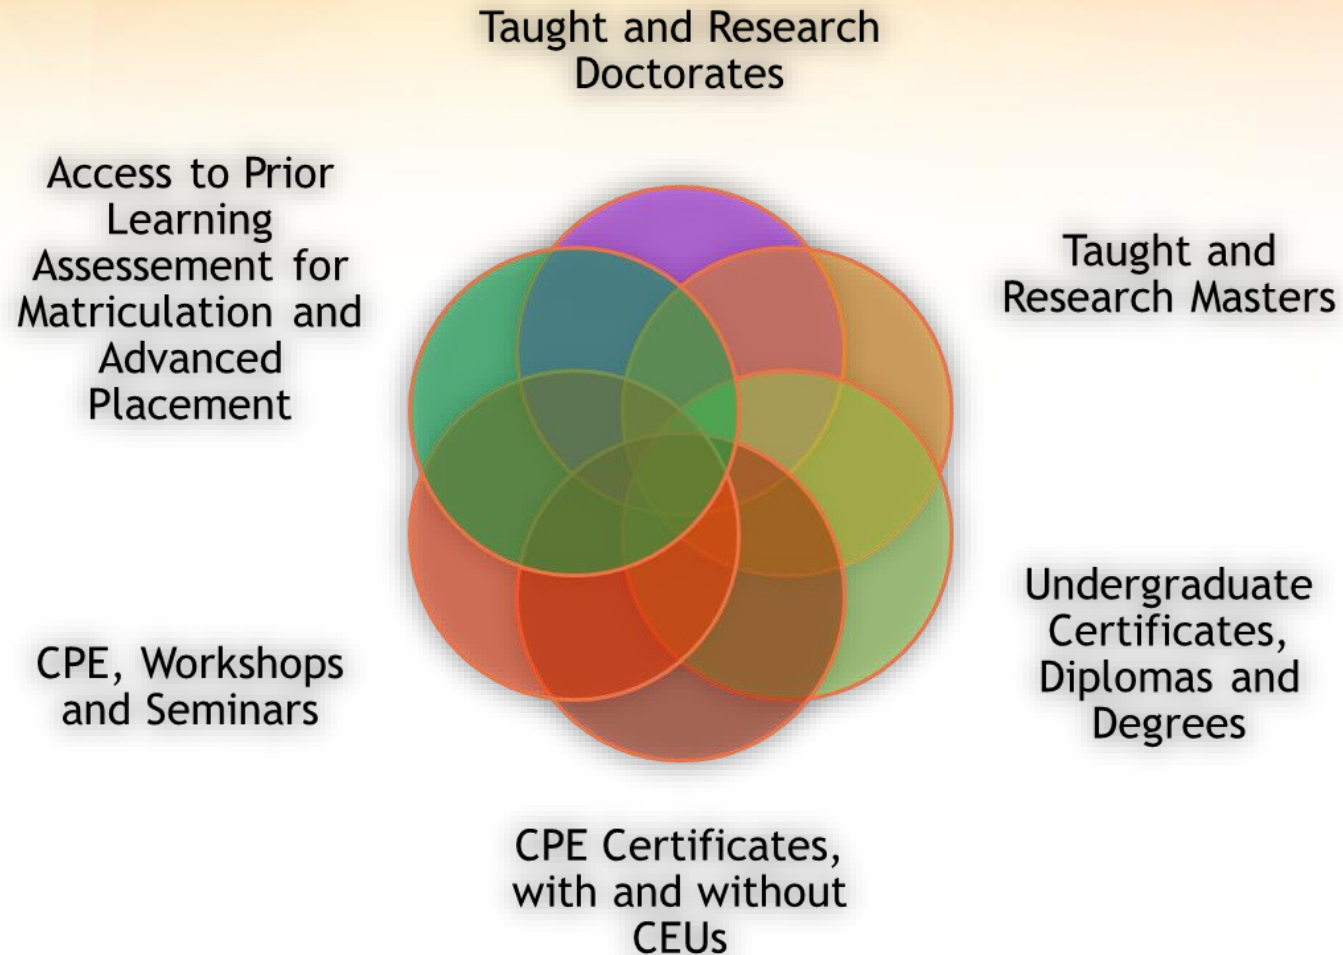 Taught and Research
Doctorates
Access to Prior
Learning
Assessement for
Matriculation and
Advanced
Placement
Taught and
Research Masters
Undergraduate
Certificates,
Diplomas and
Degrees
CPE, Workshops
and Seminars
CPE Certificates,
with and without
CEUs